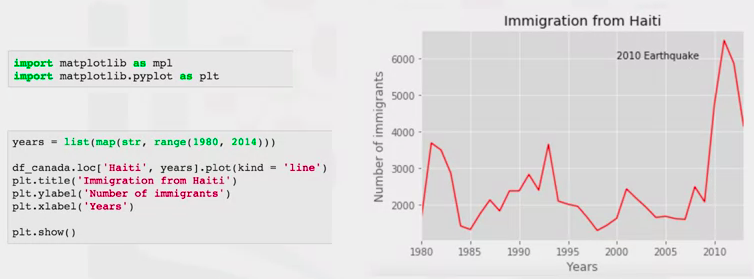 import matplotlib as mpl
import matplotlib.pyplot as plt
years = list(map(str, range(1980, 2014)))
df_canada.loc['Haiti', years].plot(kind = 'line')
plt.title('Immigration from Haiti')
plt.ylabel('Number of immigrants')
plt.xlabel('Years')
plt.show()
Immigration from Haiti
2010 Earthquake
Number of immigrants
6000
5000
4000
3000
2000
1980 1985 1990 1995 2000 2005 2010
Years